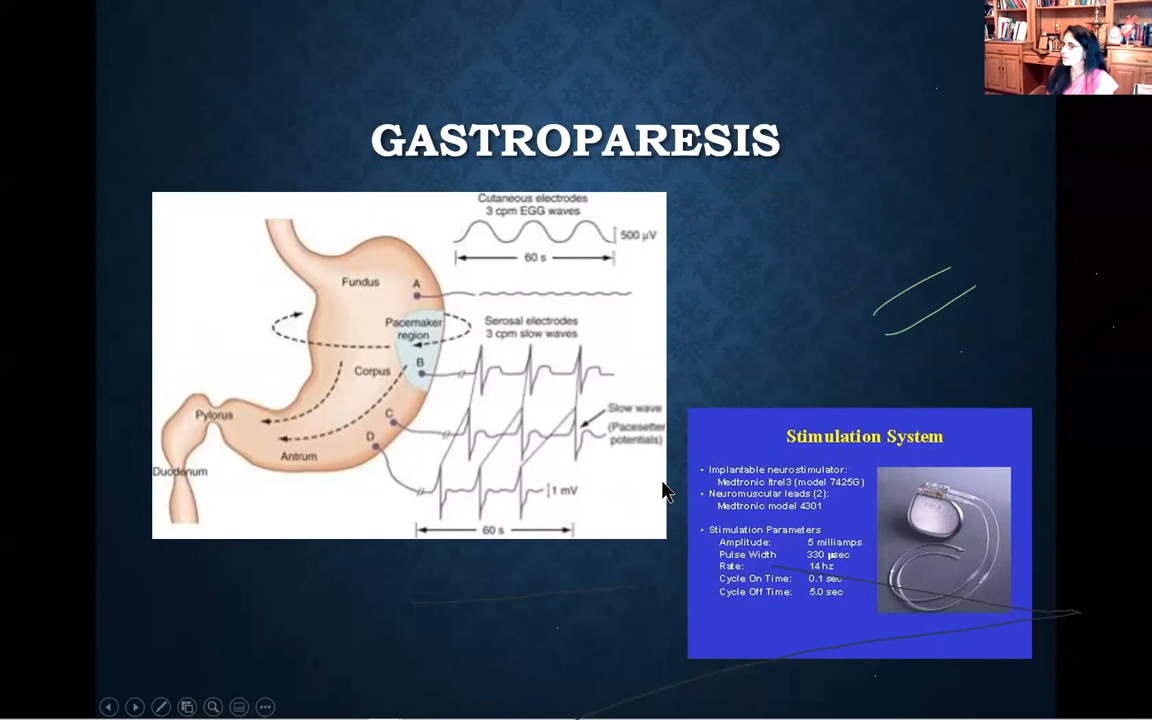 GASTROPARESIS
Cutaneous electrodes
3 cpm EGG waves
500 µV
60 s
Fundus
A
Pacemaker
region
Serosal electrodes
3 cpm slow waves
B
Corpus
C
Slow wave
(Pacesetter
potentials)
Pylorus
D
Antrum
Duodenum
1 mV
60 s
Stimulation System
• Implantable neurostimulator:
Medtronic Itrel3 (model 7425G)
• Neuromuscular leads (2):
Medtronic model 4301
• Stimulation Parameters
Amplitude: 5 milliamps
Pulse Width 330 µsec
Rate: 14 hz
Cycle On Time: 0.1 sec
Cycle Off Time: 5.0 sec